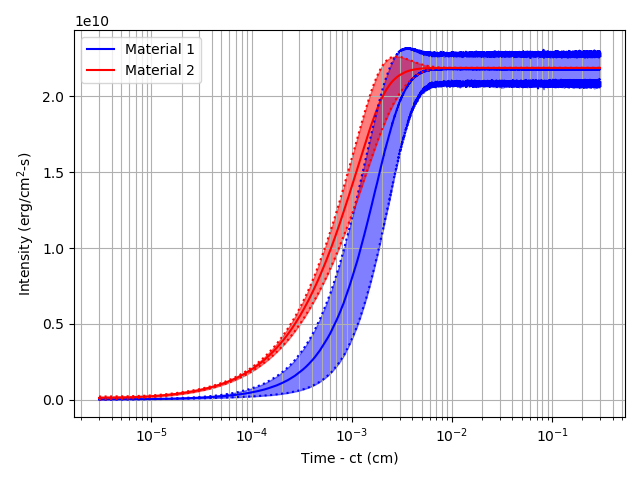 1e10
Material 1
Material 2
2.0
1.5
1.0
0.5
0.0
Intensity (erg/cm²-s)
10⁻⁵ 10⁻⁴ 10⁻³ 10⁻² 10⁻¹
Time - ct (cm)